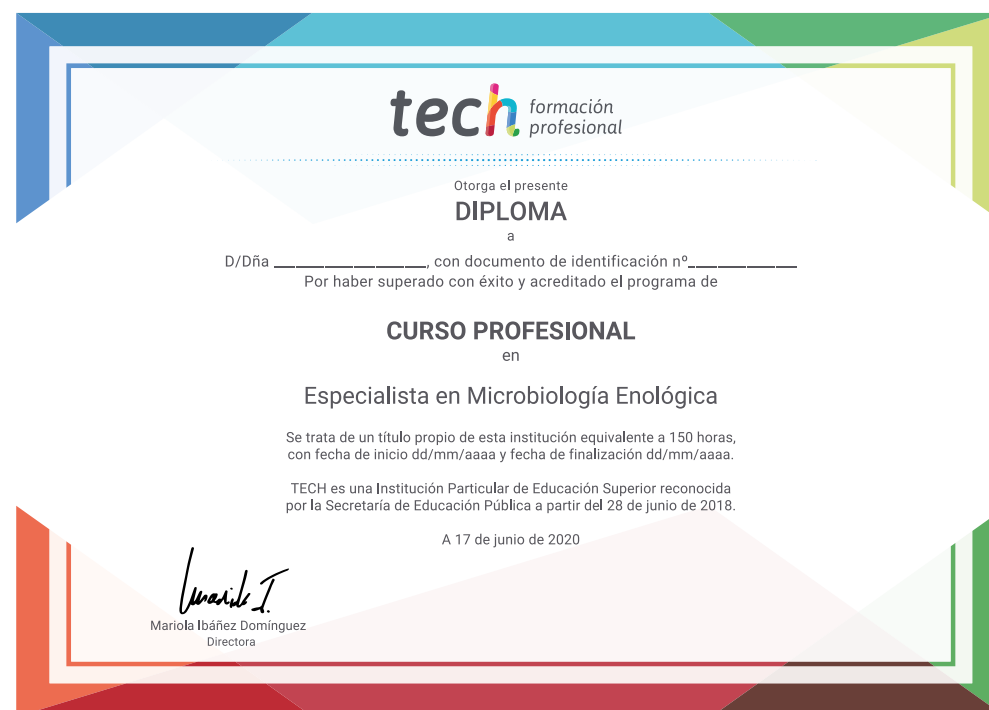 tech formación
profesional
Otorga el presente
DIPLOMA
a
D/Dña ________________, con documento de identificación nº___________
Por haber superado con éxito y acreditado el programa de
CURSO PROFESIONAL
en
Especialista en Microbiología Enológica
Se trata de un título propio de esta institución equivalente a 150 horas,
con fecha de inicio dd/mm/aaaa y fecha de finalización dd/mm/aaaa.
TECH es una Institución Particular de Educación Superior reconocida
por la Secretaría de Educación Pública a partir del 28 de junio de 2018.
A 17 de junio de 2020
Mariola Ibáñez Domínguez
Directora